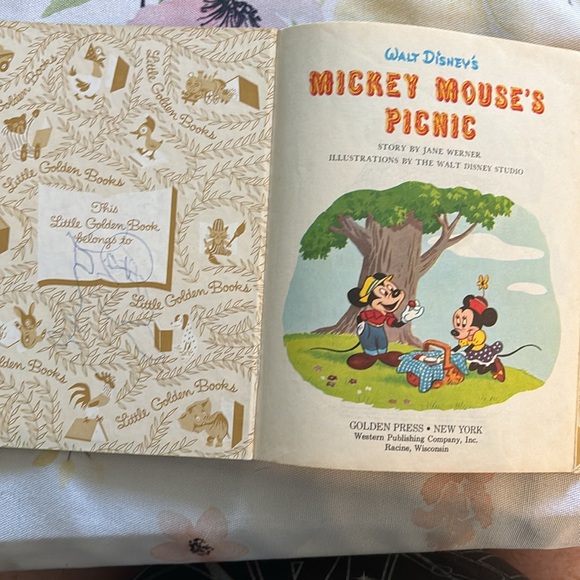 Golden Books
Little Golden Books
Little Golden Books
This
Little Golden Book
belongs to
Little Golden Books
Golden Books
Little Golden Books
WALT DISNEY'S
MICKEY MOUSE'S
PICNIC
STORY BY JANE WERNER
ILLUSTRATIONS BY THE WALT DISNEY STUDIO
GOLDEN PRESS • NEW YORK
Western Publishing Company, Inc.
Racine, Wisconsin